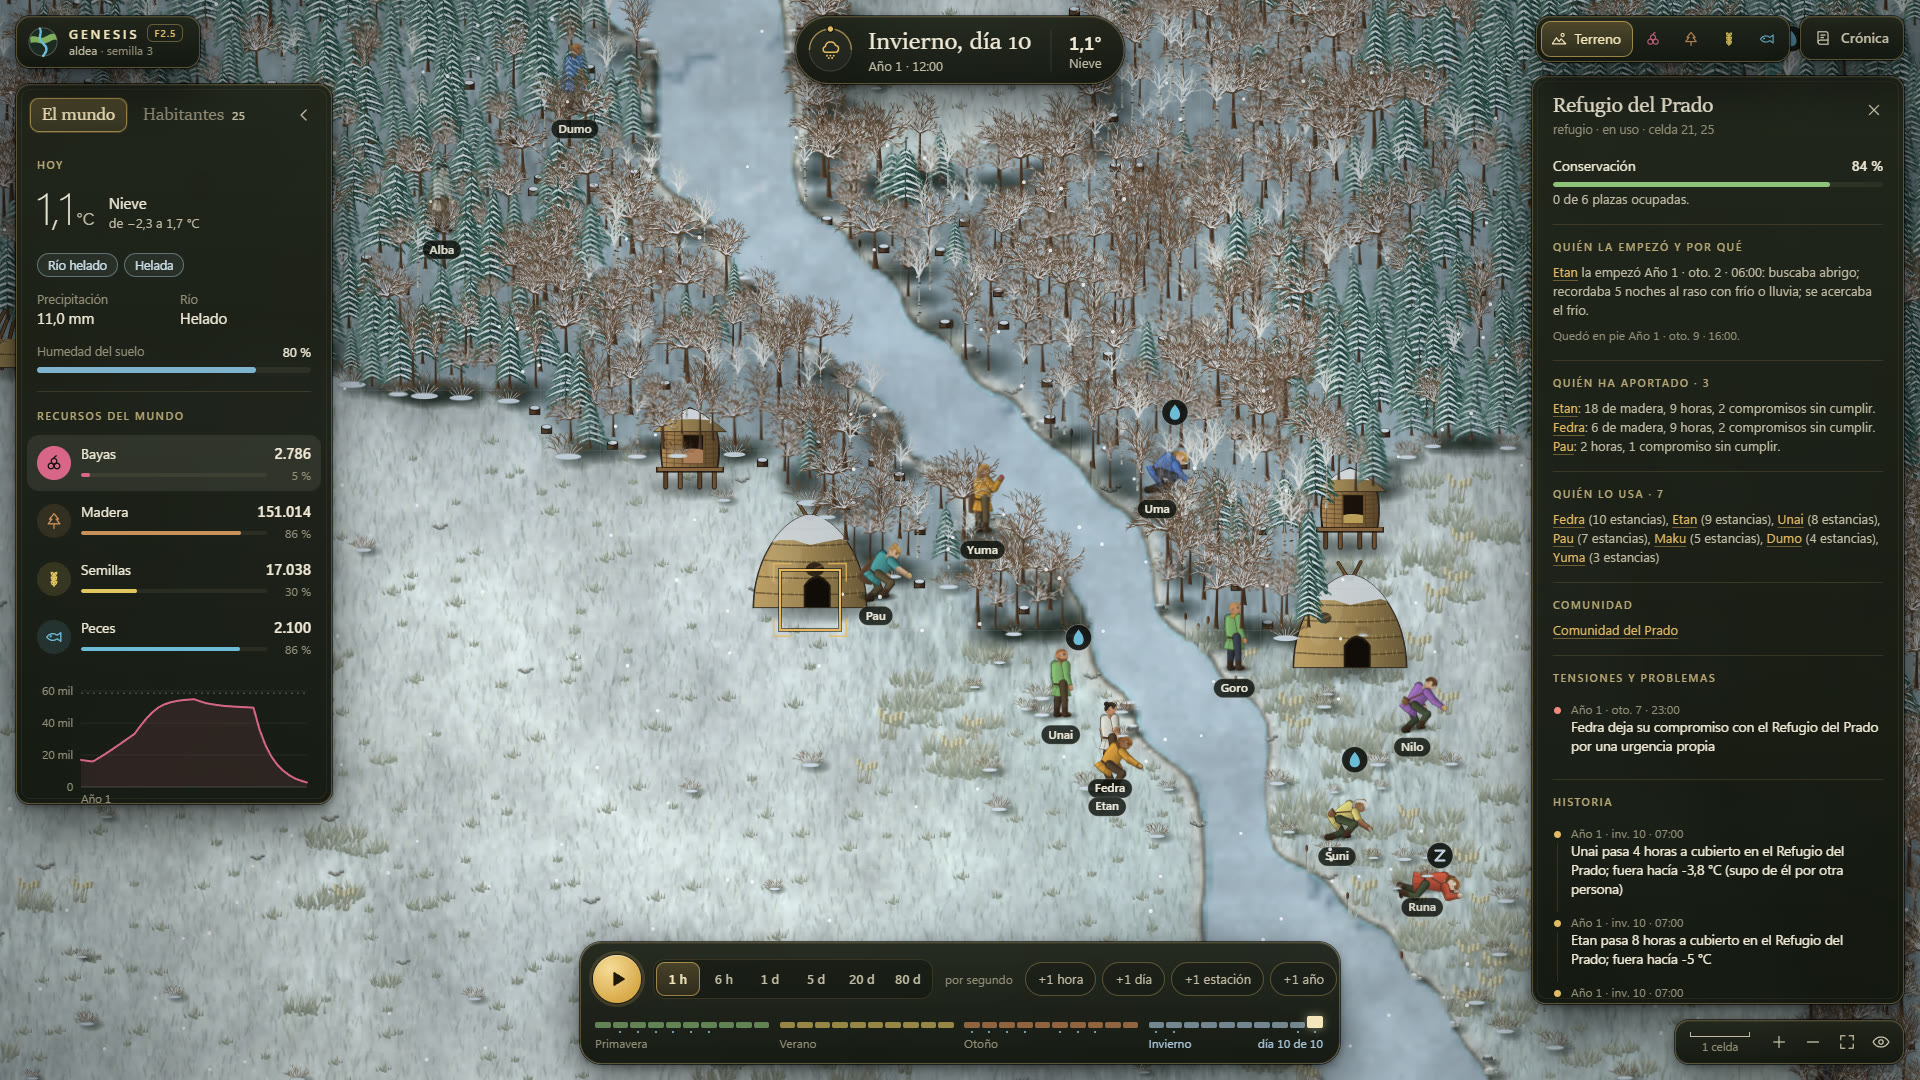 GENESIS F2.5
aldea · semilla 3
Invierno, día 10
Año 1 · 12:00
1,1°
Nieve
Terreno
Crónica
El mundo
Habitantes 25
HOY
1,1 °C
Nieve
de −2,3 a 1,7 °C
Río helado
Helada
Precipitación
11,0 mm
Río
Helado
Humedad del suelo
80 %
RECURSOS DEL MUNDO
Bayas
2.786
5 %
Madera
151.014
86 %
Semillas
17.038
30 %
Peces
2.100
86 %
60 mil
40 mil
20 mil
0
Año 1
Dumo
Alba
Yuma
Uma
Pau
Goro
Unai
Nilo
Fedra
Etan
Suni
Z
Runa
Refugio del Prado
refugio · en uso · celda 21, 25
Conservación
84 %
0 de 6 plazas ocupadas.
QUIÉN LA EMPEZÓ Y POR QUÉ
Etan la empezó Año 1 · oto. 2 · 06:00: buscaba abrigo;
recordaba 5 noches al raso con frío o lluvia; se acercaba
el frío.
Quedó en pie Año 1 · oto. 9 · 16:00.
QUIÉN HA APORTADO · 3
Etan: 18 de madera, 9 horas, 2 compromisos sin cumplir.
Fedra: 6 de madera, 9 horas, 2 compromisos sin cumplir.
Pau: 2 horas, 1 compromiso sin cumplir.
QUIÉN LO USA · 7
Fedra (10 estancias), Etan (9 estancias), Unai (8 estancias),
Pau (7 estancias), Maku (5 estancias), Dumo (4 estancias),
Yuma (3 estancias)
COMUNIDAD
Comunidad del Prado
TENSIONES Y PROBLEMAS
Año 1 · oto. 7 · 23:00
Fedra deja su compromiso con el Refugio del Prado
por una urgencia propia
HISTORIA
Año 1 · inv. 10 · 07:00
Unai pasa 4 horas a cubierto en el Refugio del
Prado; fuera hacía -3,8 °C (supo de él por otra
persona)
Año 1 · inv. 10 · 07:00
Etan pasa 8 horas a cubierto en el Refugio del
Prado; fuera hacía -5 °C
Año 1 · inv. 10 · 07:00
1 h
6 h
1 d
5 d
20 d
80 d
por segundo
+1 hora
+1 día
+1 estación
+1 año
Primavera
Verano
Otoño
Invierno
día 10 de 10
1 celda